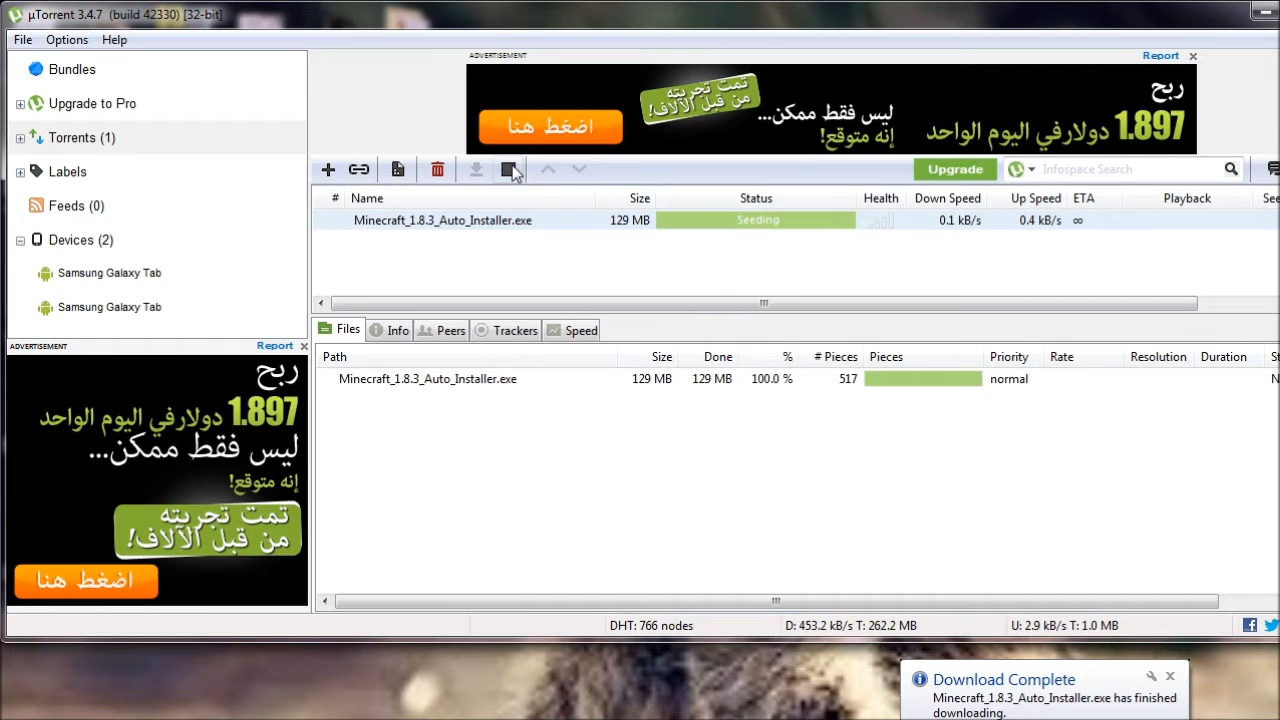 µTorrent 3.4.7 (build 42330) [32-bit]
File Options Help
Bundles
Upgrade to Pro
Torrents (1)
Labels
Feeds (0)
Devices (2)
Samsung Galaxy Tab
Samsung Galaxy Tab
ADVERTISEMENT Report
ربح
1.897 دولار في اليوم الواحد
ليس فقط ممكن...
إنه متوقع!
تمت تجربته
من قبل الآلاف!
اضغط هنا
ADVERTISEMENT Report
ربح
1.897 دولار في اليوم الواحد
ليس فقط ممكن...
إنه متوقع!
تمت تجربته
من قبل الآلاف!
اضغط هنا
Upgrade Infospace Search
# Name Size Status Health Down Speed Up Speed ETA Playback
Minecraft_1.8.3_Auto_Installer.exe 129 MB Seeding 0.1 kB/s 0.4 kB/s ∞
Files Info Peers Trackers Speed
Path Size Done % # Pieces Pieces Priority Rate Resolution Duration
Minecraft_1.8.3_Auto_Installer.exe 129 MB 129 MB 100.0 % 517 normal
DHT: 766 nodes D: 453.2 kB/s T: 262.2 MB U: 2.9 kB/s T: 1.0 MB
Download Complete
Minecraft_1.8.3_Auto_Installer.exe has finished
downloading.